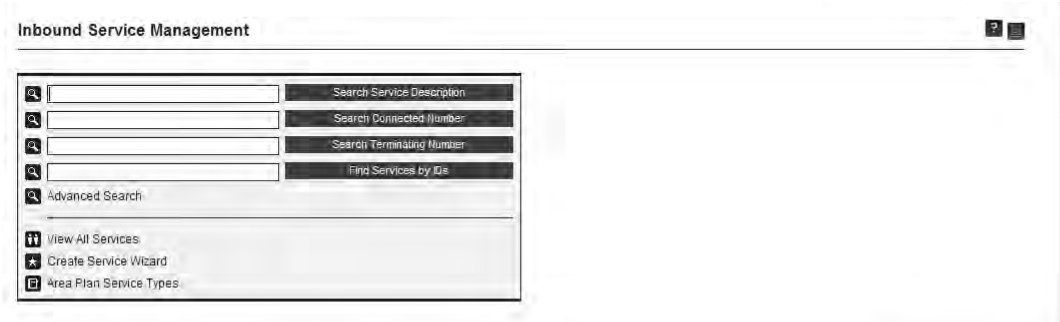 Inbound Service Management
?
Search Service Description
Search Connected Number
Search Terminating Number
Find Services by IDs
Advanced Search
View All Services
Create Service Wizard
Area Plan Service Types